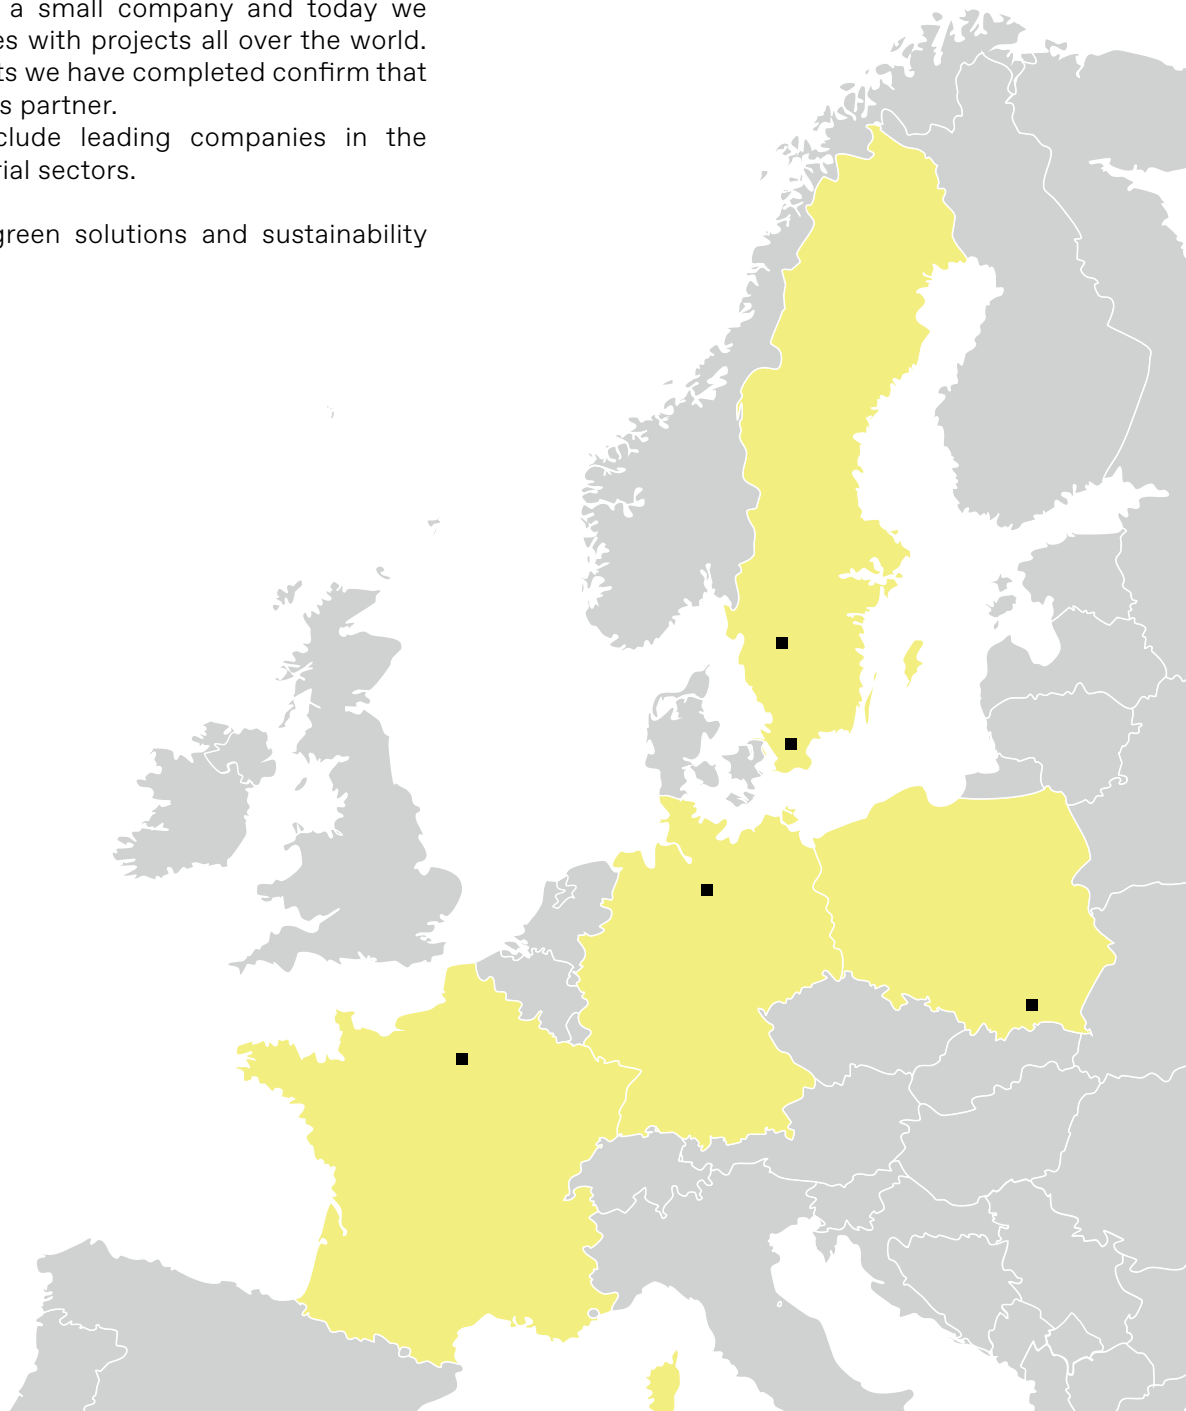 a small company and today we
es with projects all over the world.
ts we have completed confirm that
s partner.
clude leading companies in the
rial sectors.
green solutions and sustainability